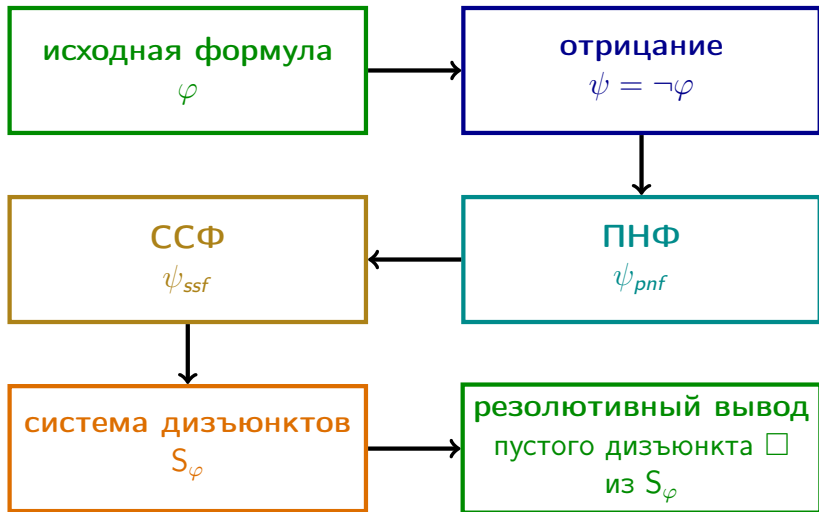 исходная формула
φ
отрицание
ψ = ¬φ
ССФ
ψ_ssf
ПНФ
ψ_pnf
система дизъюнктов
S_φ
резолютивный вывод
пустого дизъюнкта □
из S_φ